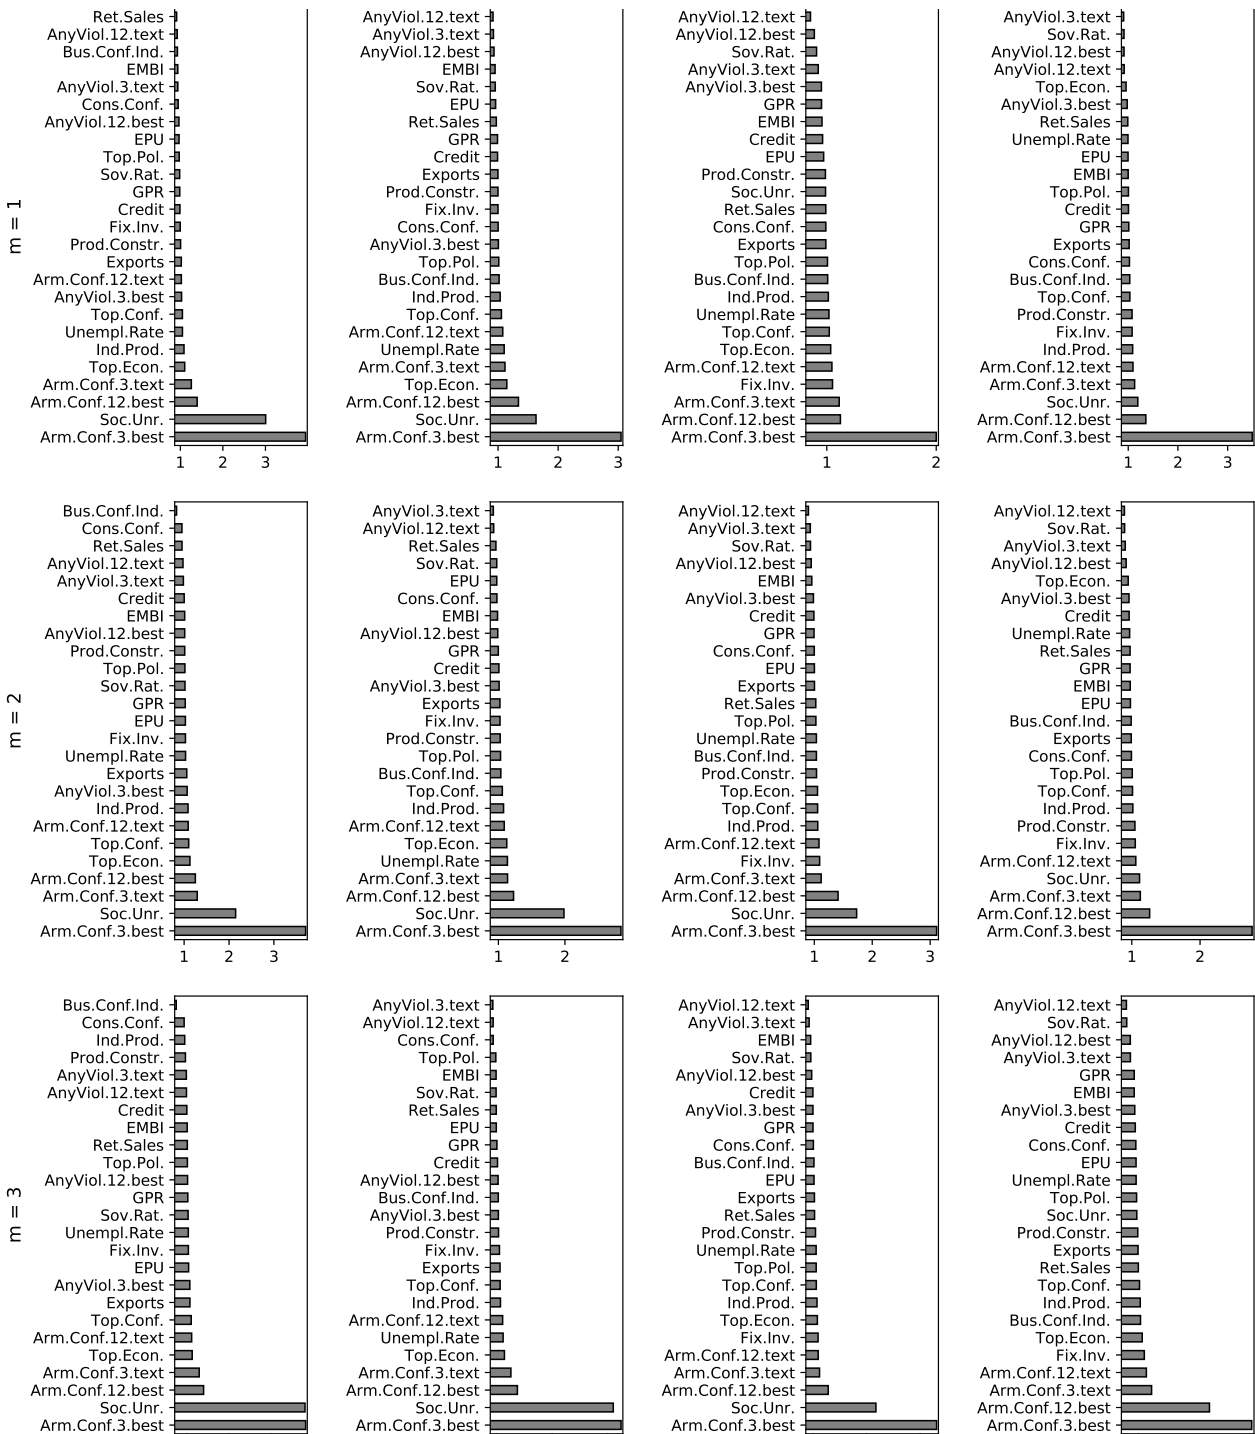 m = 1
Ret.Sales
AnyViol.12.text
Bus.Conf.Ind.
EMBI
AnyViol.3.text
Cons.Conf.
AnyViol.12.best
EPU
Top.Pol.
Sov.Rat.
GPR
Credit
Fix.Inv.
Prod.Constr.
Exports
Arm.Conf.12.text
AnyViol.3.best
Top.Conf.
Unempl.Rate
Ind.Prod.
Top.Econ.
Arm.Conf.3.text
Arm.Conf.12.best
Soc.Unr.
Arm.Conf.3.best
1 2 3
AnyViol.12.text
AnyViol.3.text
AnyViol.12.best
EMBI
Sov.Rat.
EPU
Ret.Sales
GPR
Credit
Exports
Prod.Constr.
Fix.Inv.
Cons.Conf.
AnyViol.3.best
Top.Pol.
Bus.Conf.Ind.
Ind.Prod.
Top.Conf.
Arm.Conf.12.text
Unempl.Rate
Arm.Conf.3.text
Top.Econ.
Arm.Conf.12.best
Soc.Unr.
Arm.Conf.3.best
1 2 3
AnyViol.12.text
AnyViol.12.best
Sov.Rat.
AnyViol.3.text
AnyViol.3.best
GPR
EMBI
Credit
EPU
Prod.Constr.
Soc.Unr.
Ret.Sales
Cons.Conf.
Exports
Top.Pol.
Bus.Conf.Ind.
Ind.Prod.
Unempl.Rate
Top.Conf.
Top.Econ.
Arm.Conf.12.text
Fix.Inv.
Arm.Conf.3.text
Arm.Conf.12.best
Arm.Conf.3.best
1 2
AnyViol.3.text
Sov.Rat.
AnyViol.12.best
AnyViol.12.text
Top.Econ.
AnyViol.3.best
Ret.Sales
Unempl.Rate
EPU
EMBI
Top.Pol.
Credit
GPR
Exports
Cons.Conf.
Bus.Conf.Ind.
Top.Conf.
Prod.Constr.
Fix.Inv.
Ind.Prod.
Arm.Conf.12.text
Arm.Conf.3.text
Soc.Unr.
Arm.Conf.12.best
Arm.Conf.3.best
1 2 3
m = 2
Bus.Conf.Ind.
Cons.Conf.
Ret.Sales
AnyViol.12.text
AnyViol.3.text
Credit
EMBI
AnyViol.12.best
Prod.Constr.
Top.Pol.
Sov.Rat.
GPR
EPU
Fix.Inv.
Unempl.Rate
Exports
AnyViol.3.best
Ind.Prod.
Arm.Conf.12.text
Top.Conf.
Top.Econ.
Arm.Conf.12.best
Arm.Conf.3.text
Soc.Unr.
Arm.Conf.3.best
1 2 3
AnyViol.3.text
AnyViol.12.text
Ret.Sales
Sov.Rat.
EPU
Cons.Conf.
EMBI
AnyViol.12.best
GPR
Credit
AnyViol.3.best
Exports
Fix.Inv.
Prod.Constr.
Top.Pol.
Bus.Conf.Ind.
Top.Conf.
Ind.Prod.
Arm.Conf.12.text
Top.Econ.
Unempl.Rate
Arm.Conf.3.text
Arm.Conf.12.best
Soc.Unr.
Arm.Conf.3.best
1 2
AnyViol.12.text
AnyViol.3.text
Sov.Rat.
AnyViol.12.best
EMBI
AnyViol.3.best
Credit
GPR
Cons.Conf.
EPU
Exports
Ret.Sales
Top.Pol.
Unempl.Rate
Bus.Conf.Ind.
Prod.Constr.
Top.Econ.
Top.Conf.
Ind.Prod.
Arm.Conf.12.text
Fix.Inv.
Arm.Conf.3.text
Arm.Conf.12.best
Soc.Unr.
Arm.Conf.3.best
1 2 3
AnyViol.12.text
Sov.Rat.
AnyViol.3.text
AnyViol.12.best
Top.Econ.
AnyViol.3.best
Credit
Unempl.Rate
Ret.Sales
GPR
EMBI
EPU
Bus.Conf.Ind.
Exports
Cons.Conf.
Top.Pol.
Top.Conf.
Ind.Prod.
Prod.Constr.
Fix.Inv.
Arm.Conf.12.text
Soc.Unr.
Arm.Conf.3.text
Arm.Conf.12.best
Arm.Conf.3.best
1 2
m = 3
Bus.Conf.Ind.
Cons.Conf.
Ind.Prod.
Prod.Constr.
AnyViol.3.text
AnyViol.12.text
Credit
EMBI
Ret.Sales
Top.Pol.
AnyViol.12.best
GPR
Sov.Rat.
Unempl.Rate
Fix.Inv.
EPU
AnyViol.3.best
Exports
Top.Conf.
Arm.Conf.12.text
Top.Econ.
Arm.Conf.3.text
Arm.Conf.12.best
Soc.Unr.
Arm.Conf.3.best
AnyViol.3.text
AnyViol.12.text
Cons.Conf.
Top.Pol.
EMBI
Sov.Rat.
Ret.Sales
EPU
GPR
Credit
AnyViol.12.best
Bus.Conf.Ind.
AnyViol.3.best
Prod.Constr.
Fix.Inv.
Exports
Top.Conf.
Ind.Prod.
Arm.Conf.12.text
Unempl.Rate
Top.Econ.
Arm.Conf.3.text
Arm.Conf.12.best
Soc.Unr.
Arm.Conf.3.best
AnyViol.12.text
AnyViol.3.text
EMBI
Sov.Rat.
AnyViol.12.best
Credit
AnyViol.3.best
GPR
Cons.Conf.
Bus.Conf.Ind.
EPU
Exports
Ret.Sales
Prod.Constr.
Unempl.Rate
Top.Pol.
Top.Conf.
Ind.Prod.
Top.Econ.
Fix.Inv.
Arm.Conf.12.text
Arm.Conf.3.text
Arm.Conf.12.best
Soc.Unr.
Arm.Conf.3.best
AnyViol.12.text
Sov.Rat.
AnyViol.12.best
AnyViol.3.text
GPR
EMBI
AnyViol.3.best
Credit
Cons.Conf.
EPU
Unempl.Rate
Top.Pol.
Soc.Unr.
Prod.Constr.
Exports
Ret.Sales
Top.Conf.
Ind.Prod.
Bus.Conf.Ind.
Top.Econ.
Fix.Inv.
Arm.Conf.12.text
Arm.Conf.3.text
Arm.Conf.12.best
Arm.Conf.3.best